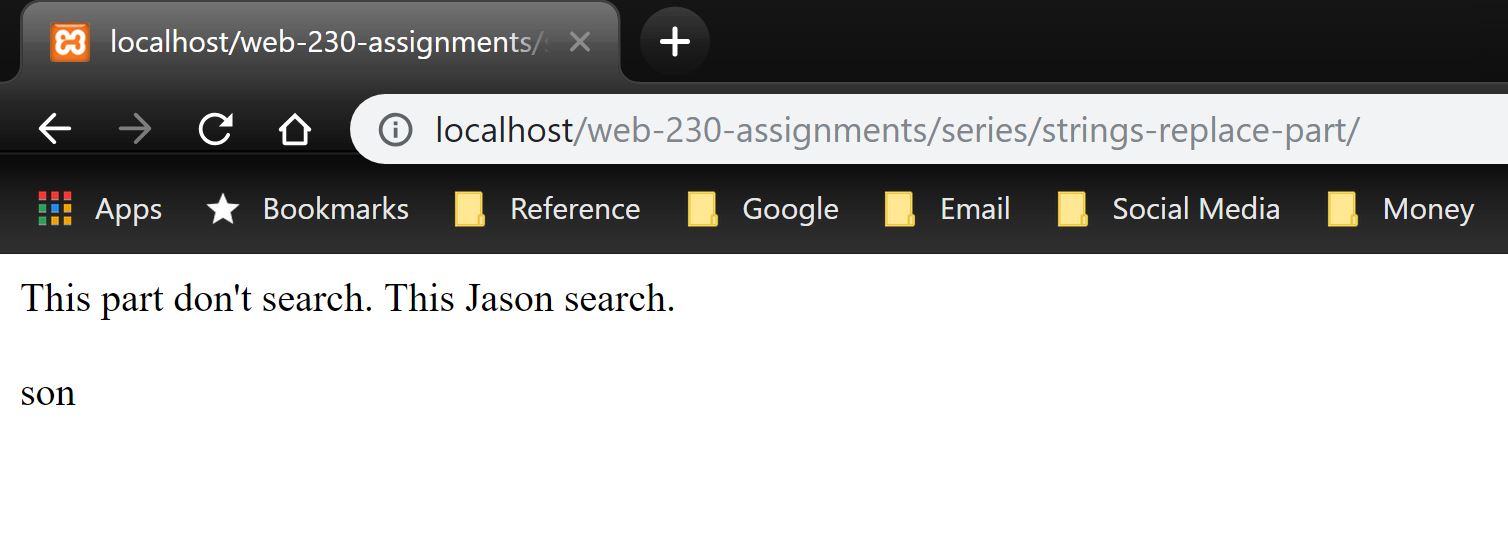 localhost/web-230-assignments/
localhost/web-230-assignments/series/strings-replace-part/
Apps Bookmarks Reference Google Email Social Media Money
This part don't search. This Jason search.
son